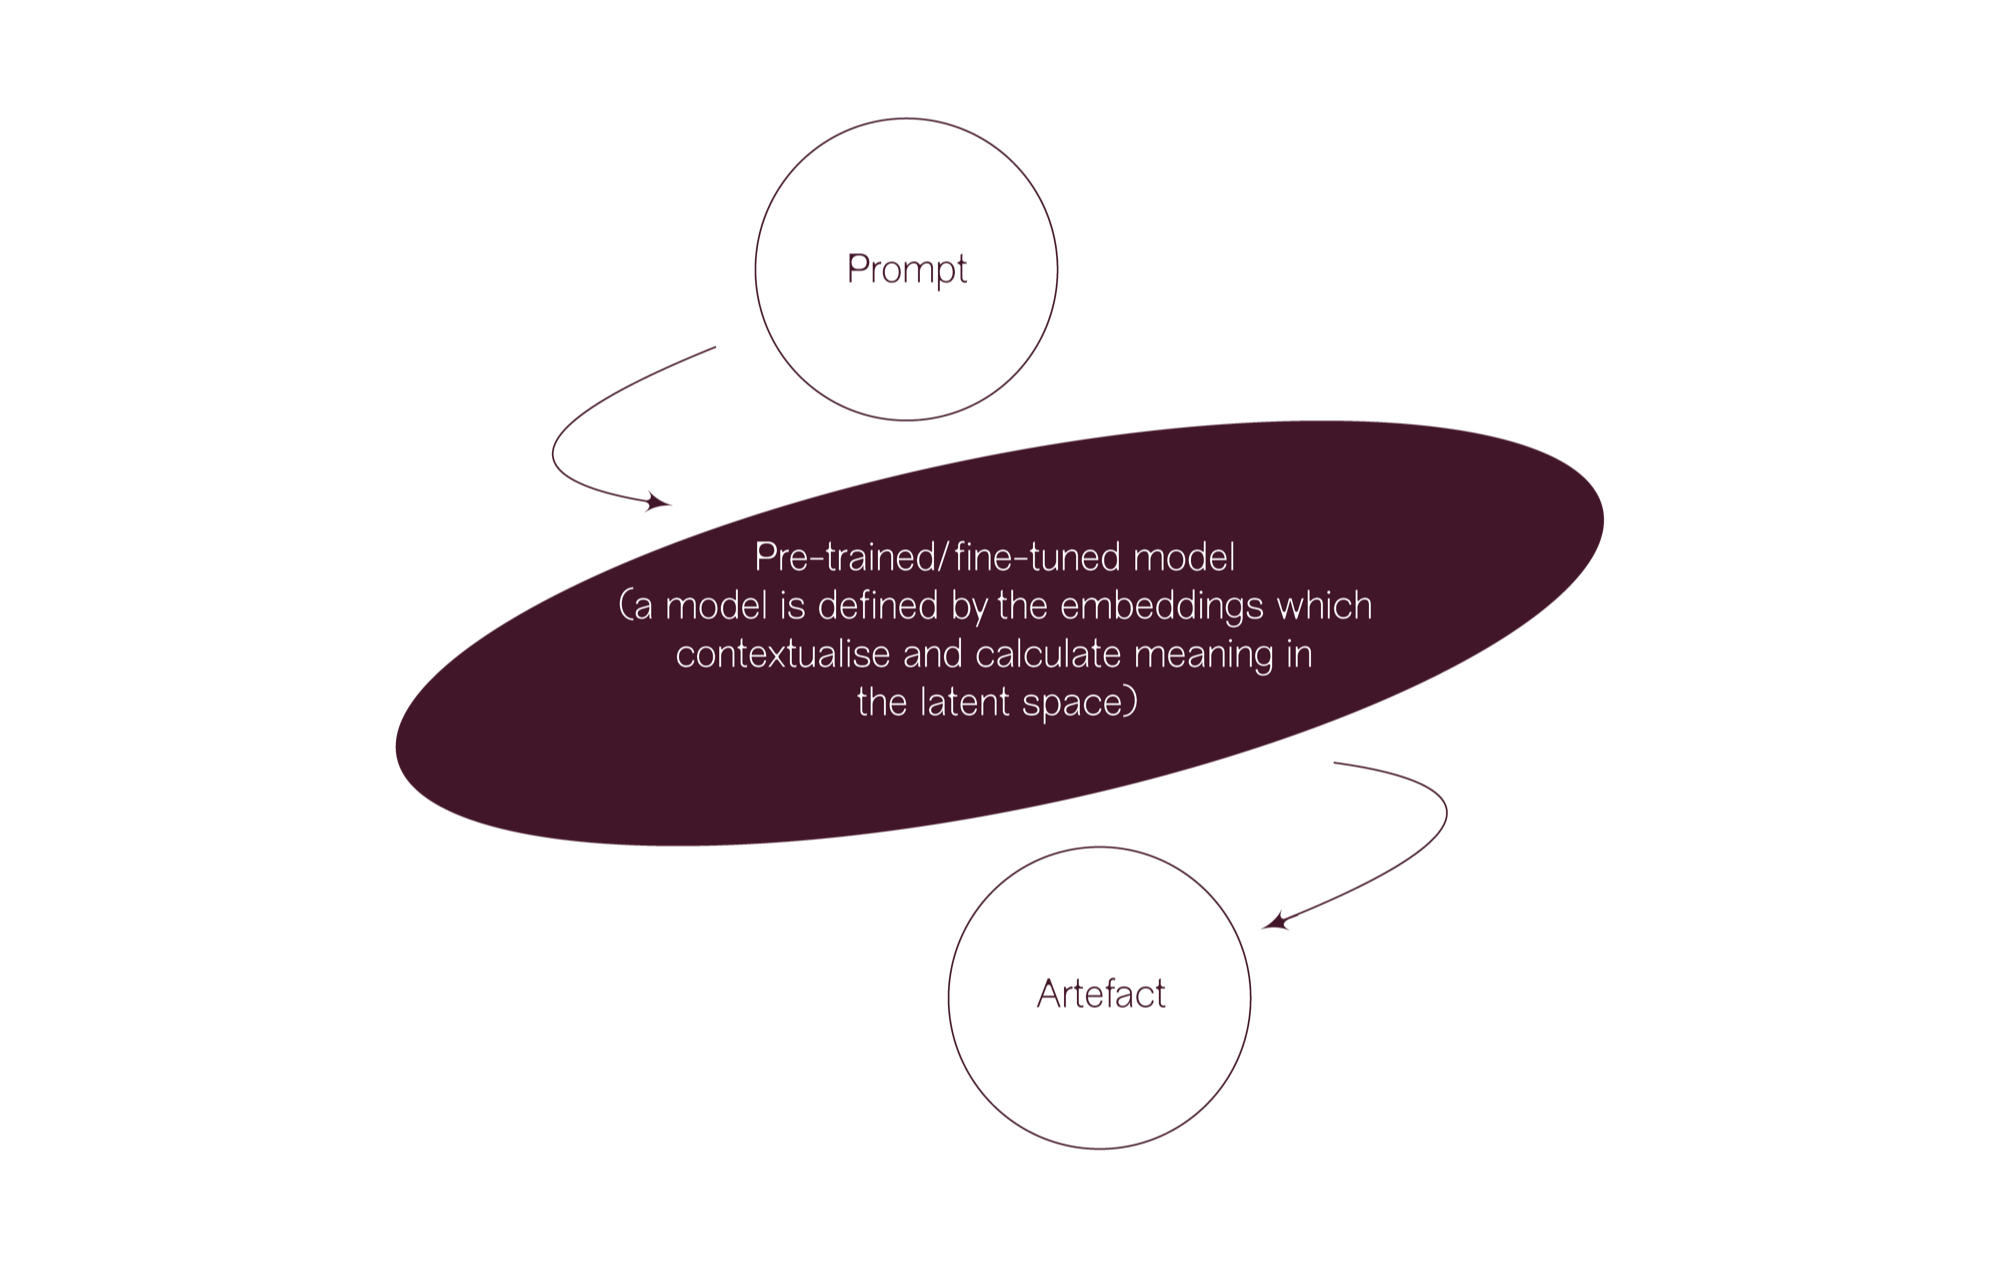 Prompt
Pre-trained/fine-tuned model
(a model is defined by the embeddings which
contextualise and calculate meaning in
the latent space)
Artefact